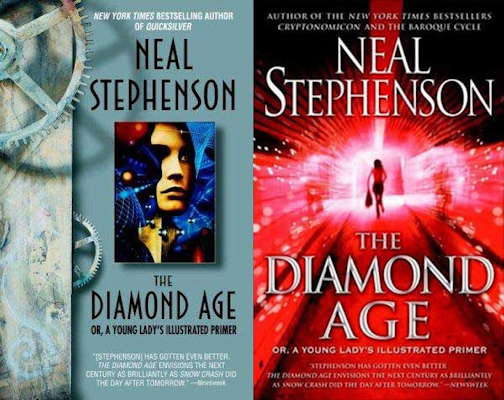 NEW YORK TIMES BESTSELLING AUTHOR
OF QUICKSILVER
NEAL
STEPHENSON
THE
DIAMOND AGE
OR, A YOUNG LADY'S ILLUSTRATED PRIMER
"[STEPHENSON] HAS GOTTEN EVEN BETTER.
THE DIAMOND AGE ENVISIONS THE NEXT
CENTURY AS BRILLIANTLY AS SNOW CRASH DID
THE DAY AFTER TOMORROW." —Newsweek
AUTHOR OF THE NEW YORK TIMES BESTSELLERS
CRYPTONOMICON AND THE BAROQUE CYCLE
NEAL
STEPHENSON
THE
DIAMOND
AGE
OR, A YOUNG LADY'S ILLUSTRATED PRIMER
"STEPHENSON HAS GOTTEN EVEN BETTER.
THE DIAMOND AGE ENVISIONS THE NEXT CENTURY AS BRILLIANTLY
AS SNOW CRASH DID THE DAY AFTER TOMORROW." —NEWSWEEK